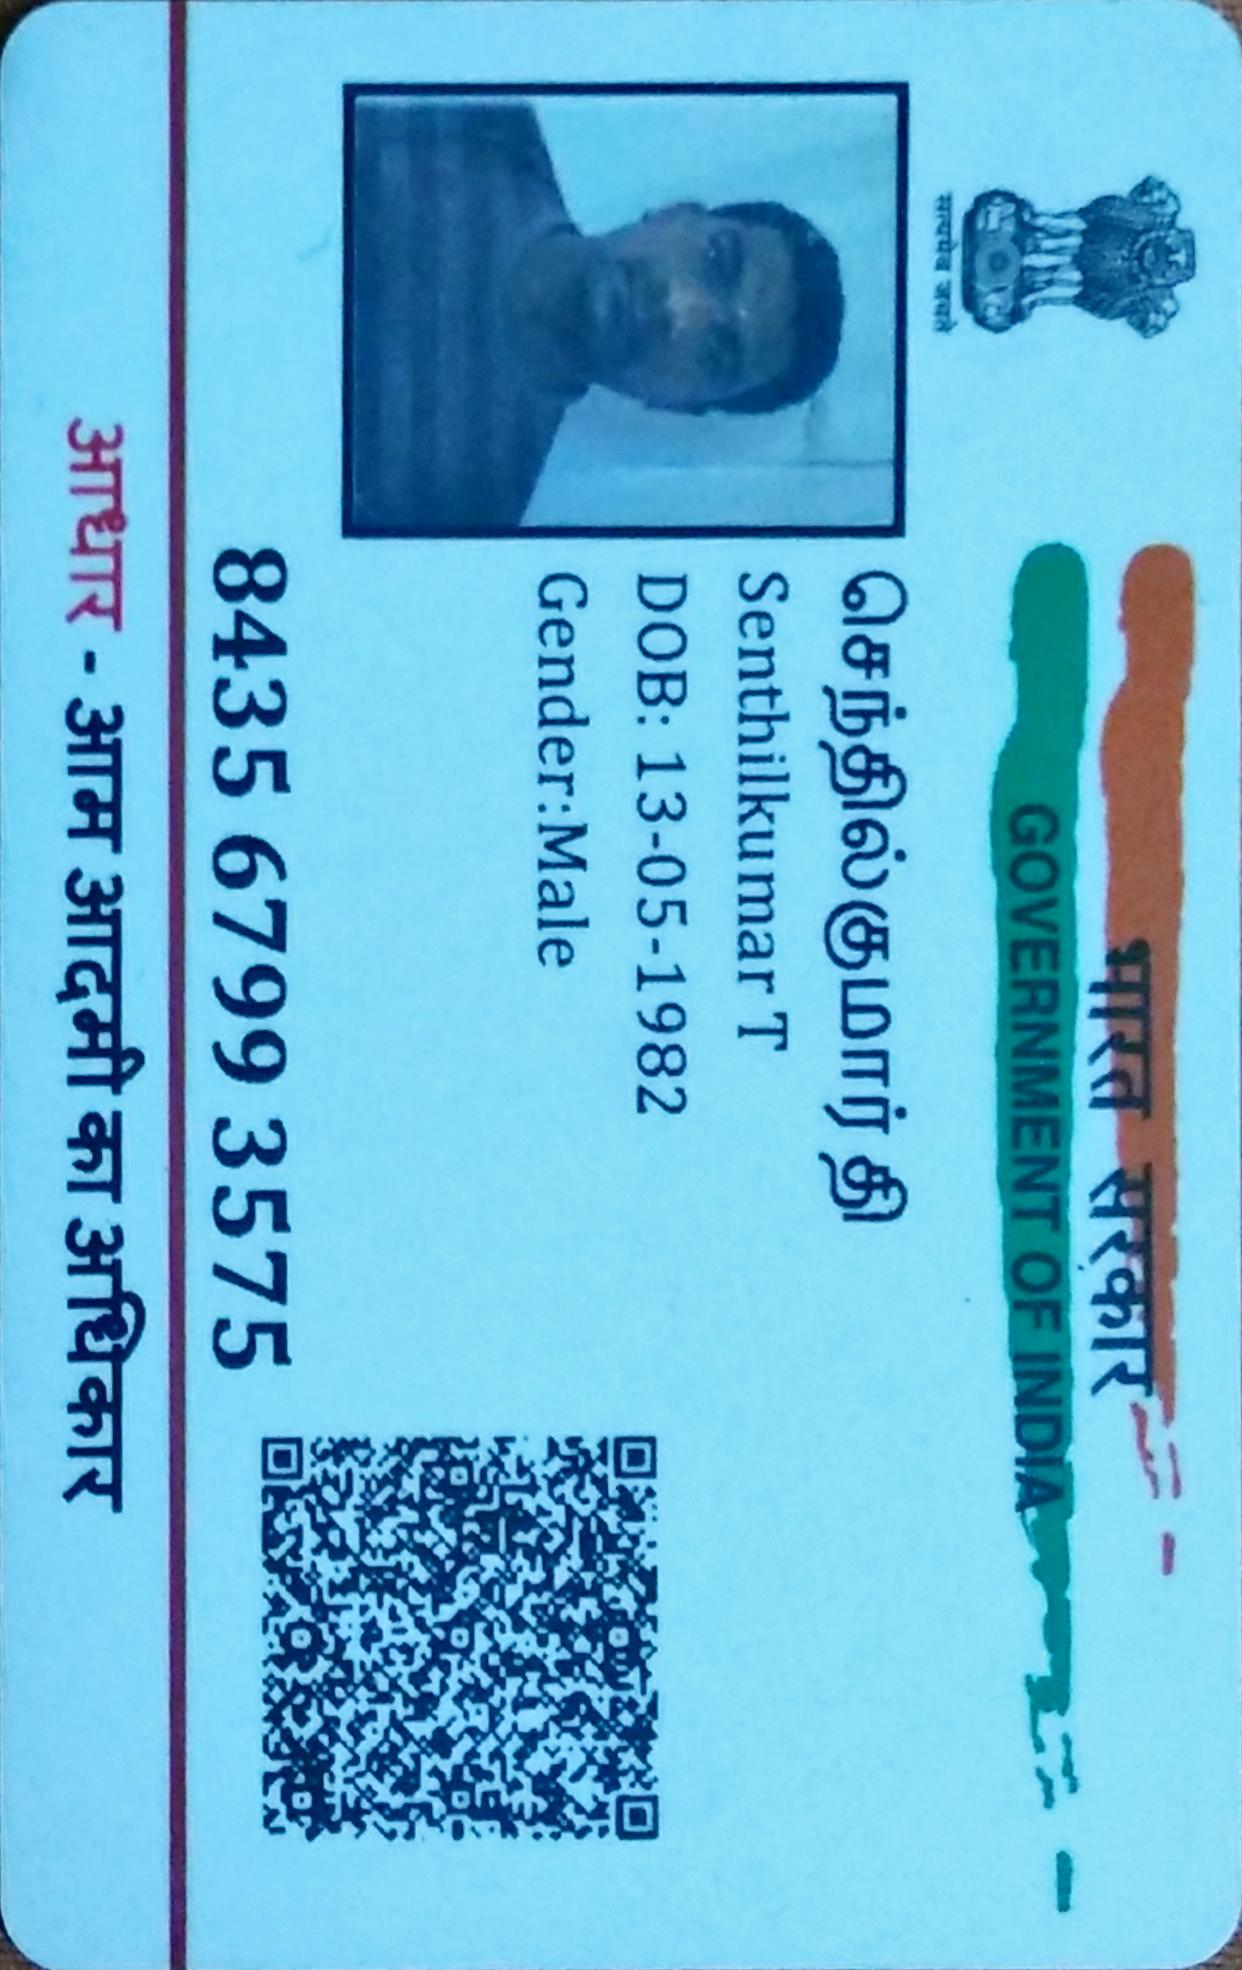 सत्यमेव जयते
भारत सरकार
GOVERNMENT OF INDIA
செந்தில்குமார் தி
Senthilkumar T
DOB: 13-05-1982
Gender:Male
8435 6799 3575
आधार - आम आदमी का अधिकार